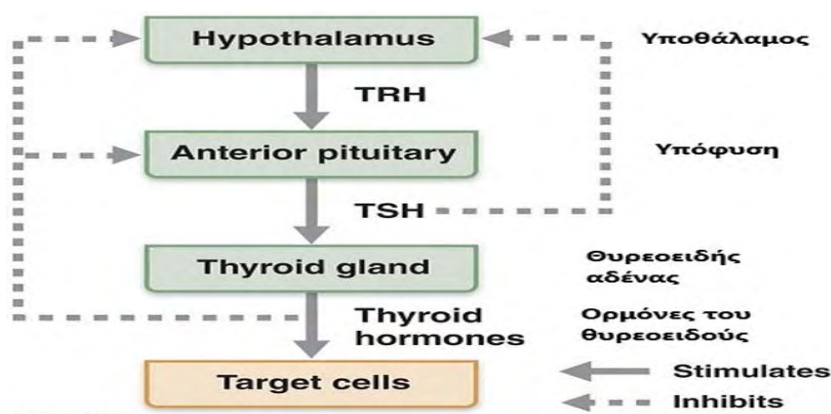 Hypothalamus
Υποθάλαμος
TRH
Anterior pituitary
Υπόφυση
TSH
Thyroid gland
Θυρεοειδής
αδένας
Thyroid
hormones
Ορμόνες του
θυρεοειδούς
Target cells
Stimulates
Inhibits